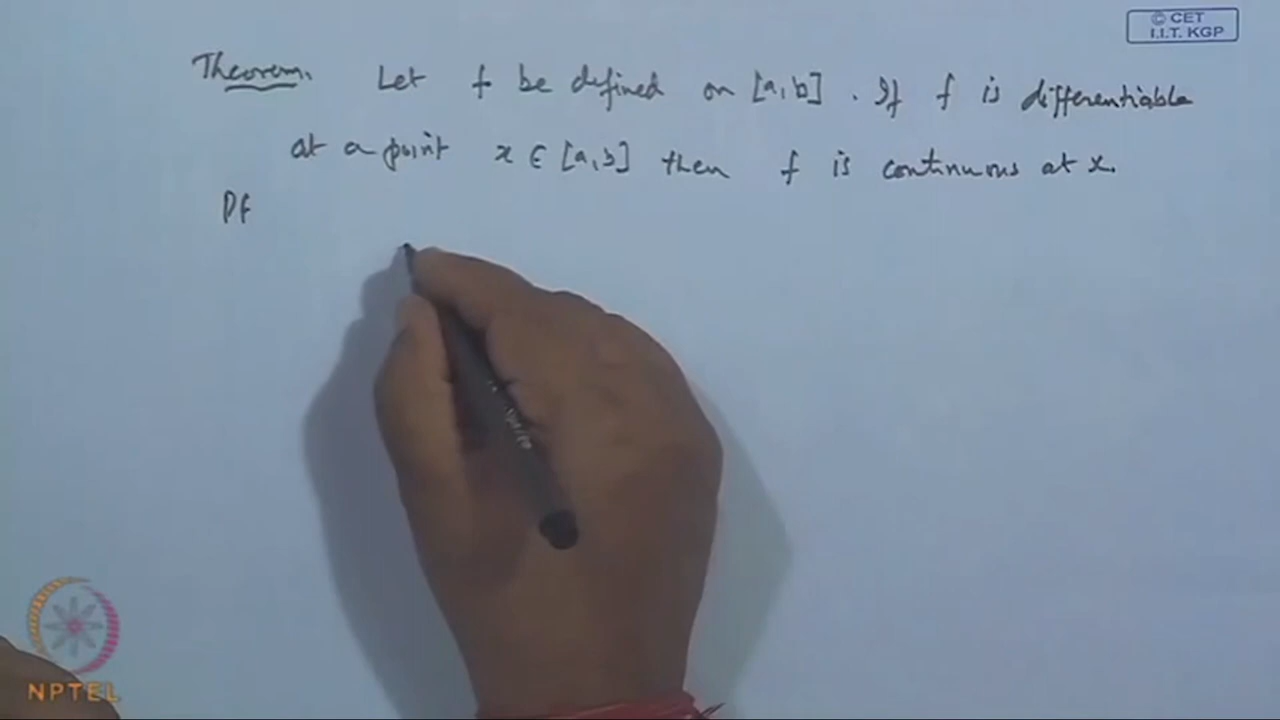 © CET
I.I.T. KGP
Theorem. Let f be defined on [a,b]. If f is differentiable
at a point x ∈ [a,b] then f is continuous at x.
Pf
NPTEL